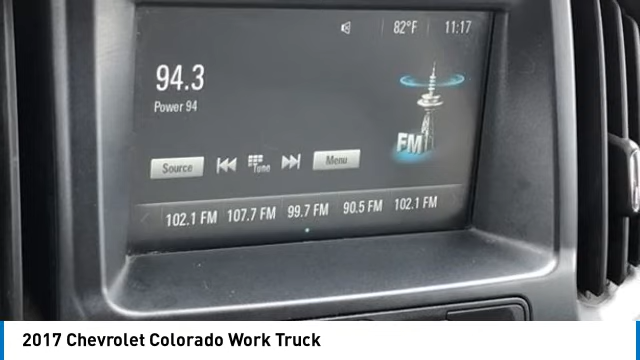 82°F 11:17
94.3
Power 94
FM
Source Tune Menu
102.1 FM 107.7 FM 99.7 FM 90.5 FM 102.1 FM
2017 Chevrolet Colorado Work Truck